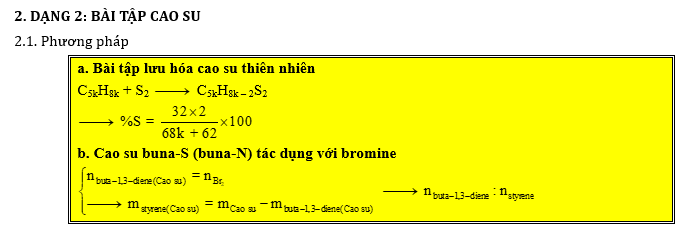 2. DẠNG 2: BÀI TẬP CAO SU
2.1. Phương pháp
a. Bài tập lưu hóa cao su thiên nhiên
C₅ₖH₈ₖ + S₂ ⟶ C₅ₖH₈ₖ₋₂S₂
⟶ %S = (32×2)/(68k + 62) ×100
b. Cao su buna-S (buna-N) tác dụng với bromine
{ n buta–1,3–diene(Cao su) = n Br₂
⟶ m styrene(Cao su) = m Cao su − m buta–1,3–diene(Cao su) ⟶ n buta–1,3–diene : n styrene